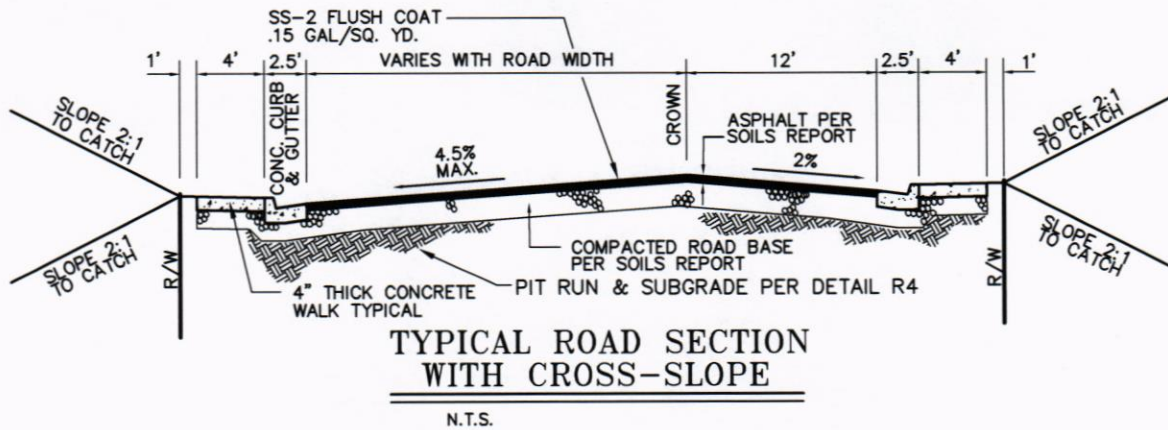 SS-2 FLUSH COAT
.15 GAL/SQ. YD.
1' 4' 2.5' VARIES WITH ROAD WIDTH 12' 2.5' 4' 1'
SLOPE 2:1
TO CATCH
CONC. CURB
& GUTTER
CROWN
ASPHALT PER
SOILS REPORT
SLOPE 2:1
TO CATCH
4.5%
MAX.
2%
SLOPE 2:1
TO CATCH
R/W
4" THICK CONCRETE
WALK TYPICAL
COMPACTED ROAD BASE
PER SOILS REPORT
PIT RUN & SUBGRADE PER DETAIL R4
R/W
SLOPE 2:1
TO CATCH
TYPICAL ROAD SECTION
WITH CROSS-SLOPE
N.T.S.